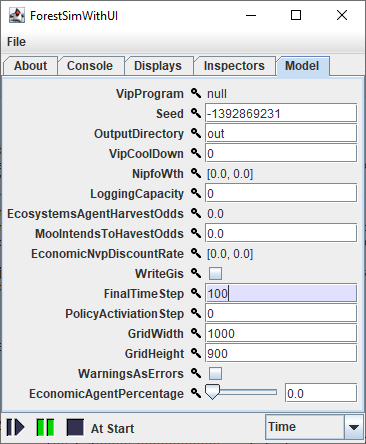 ForestSimWithUI
File
About Console Displays Inspectors Model
VipProgram null
Seed -1392869231
OutputDirectory out
VipCoolDown 0
NipfoWth [0.0, 0.0]
LoggingCapacity 0
EcosystemsAgentHarvestOdds 0.0
MooIntendsToHavestOdds 0.0
EconomicNvpDiscountRate [0.0, 0.0]
WriteGis
FinalTimeStep 100
PolicyActiviationStep 0
GridWidth 1000
GridHeight 900
WarningsAsErrors
EconomicAgentPercentage 0.0
At Start Time